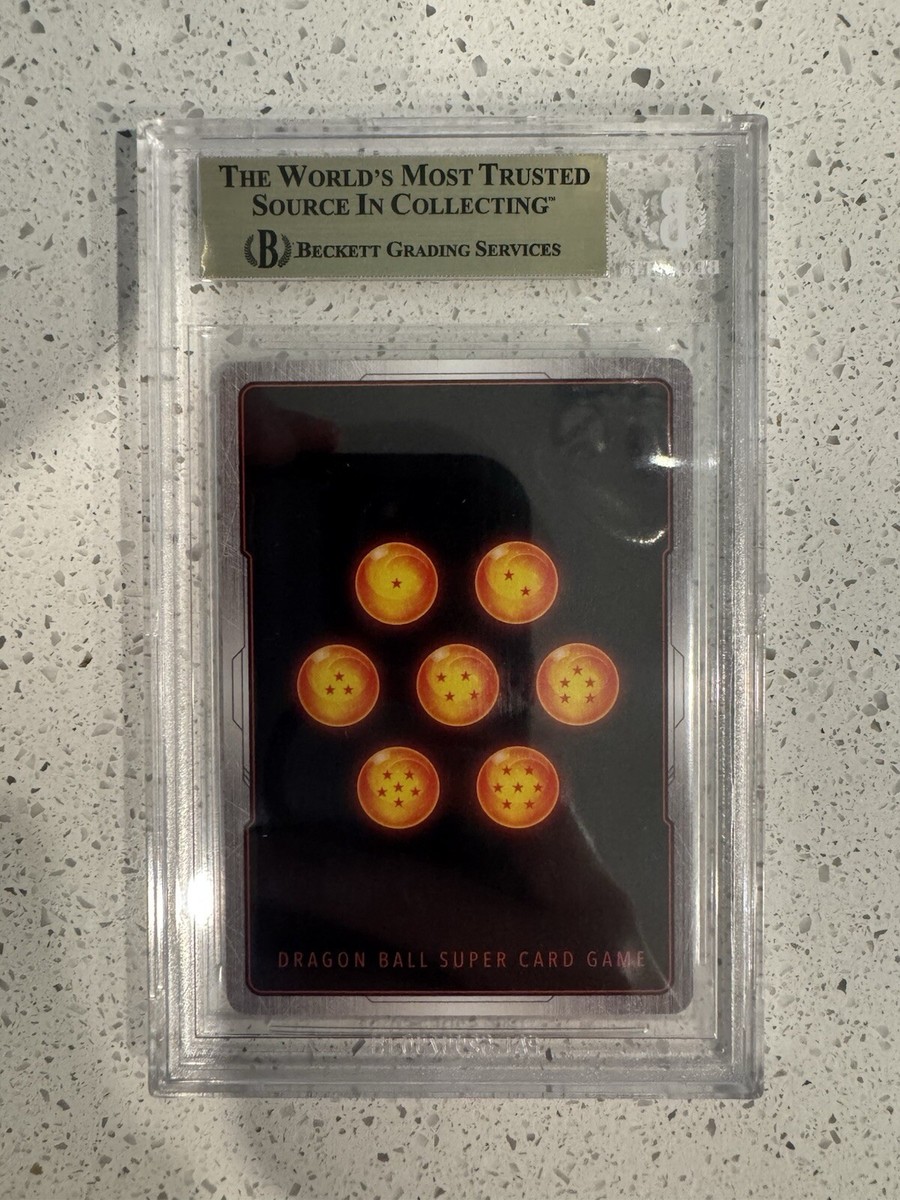 THE WORLD'S MOST TRUSTED
SOURCE IN COLLECTING™
B BECKETT GRADING SERVICES
B
DRAGON BALL SUPER CARD GAME